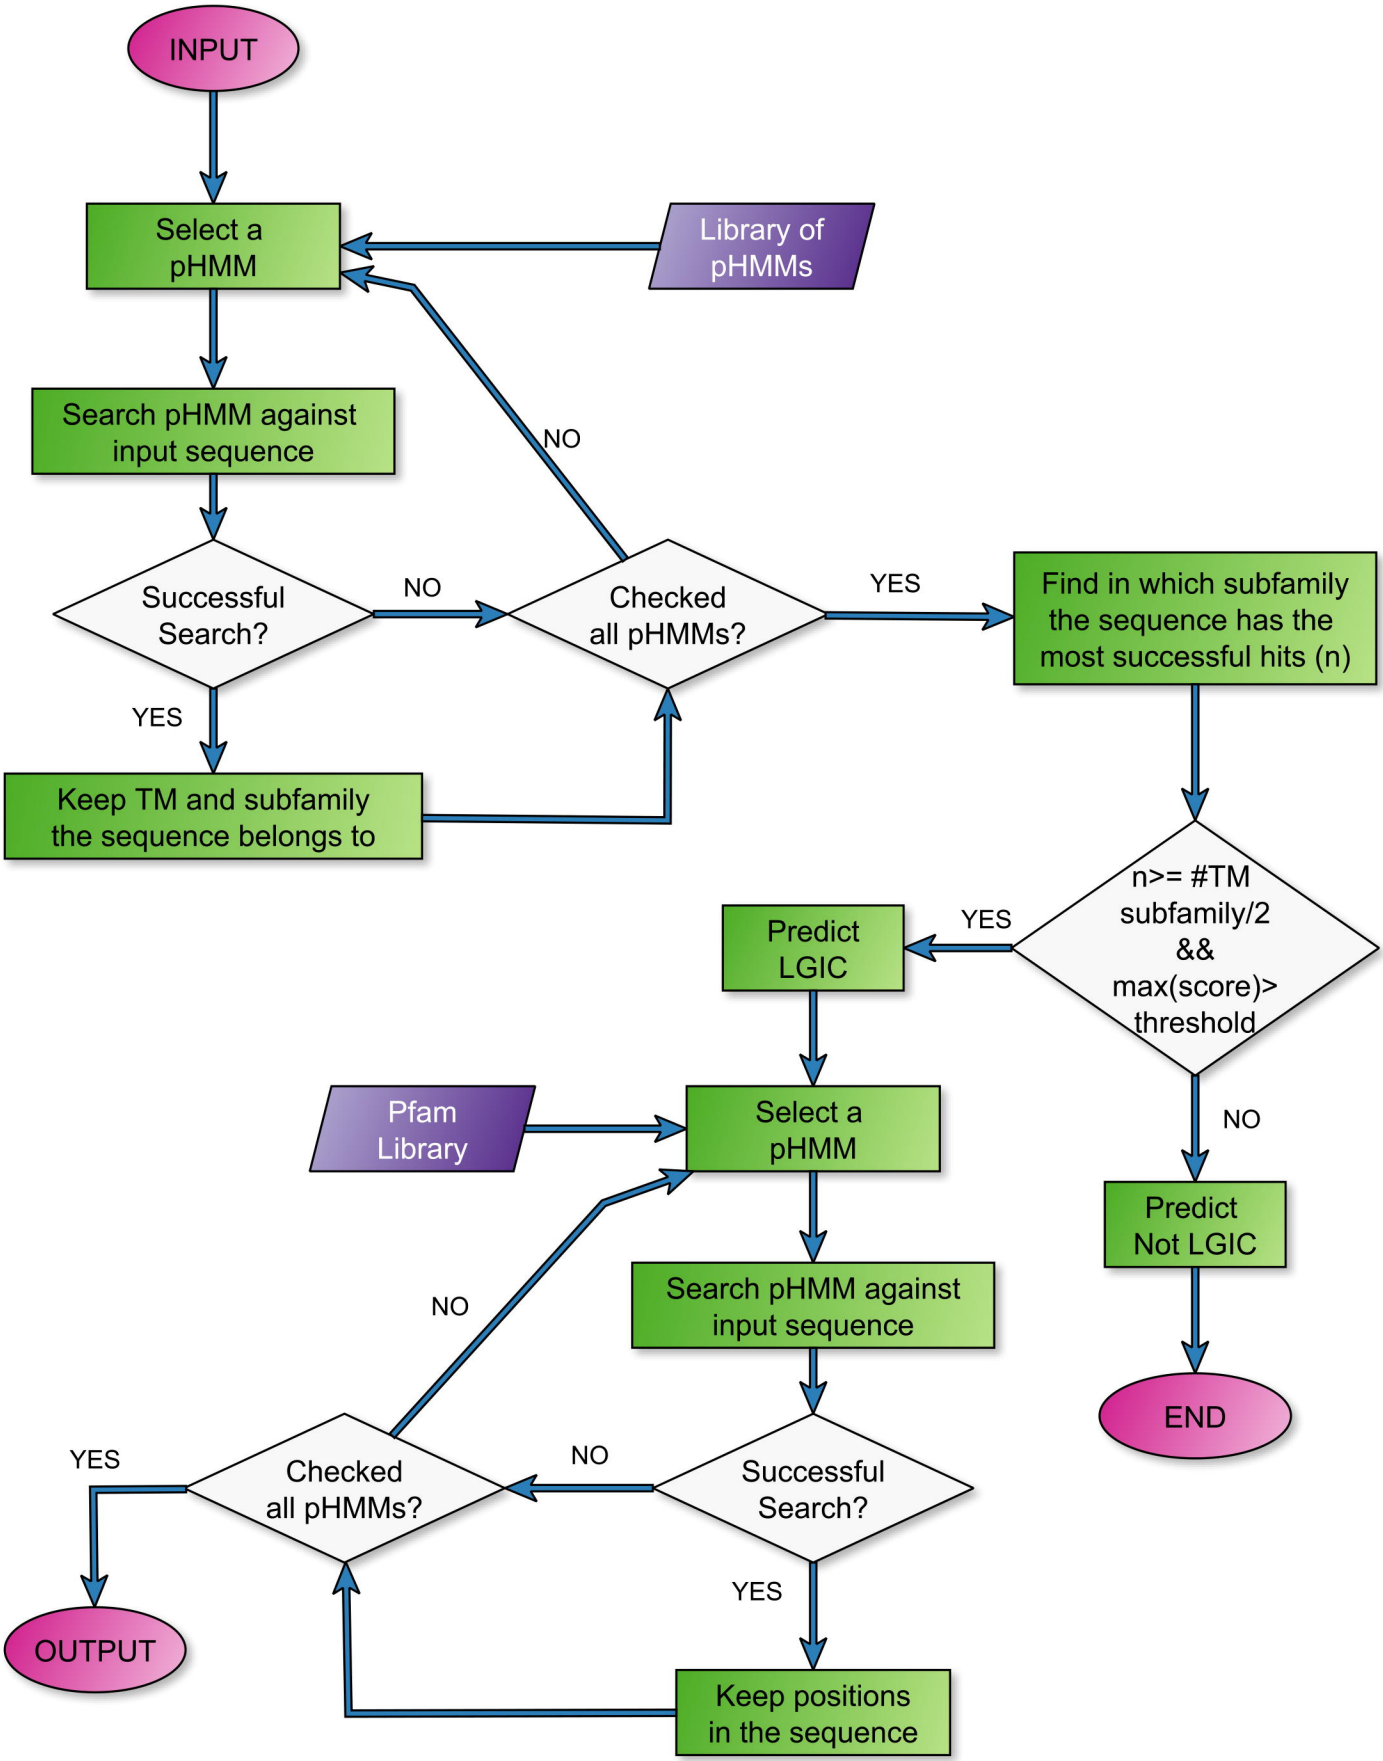 INPUT
Select a
pHMM
Library of
pHMMs
Search pHMM against
input sequence
NO
Successful
Search?
NO
Checked
all pHMMs?
YES
Find in which subfamily
the sequence has the
most successful hits (n)
YES
Keep TM and subfamily
the sequence belongs to
n>= #TM
subfamily/2
&&
max(score)>
threshold
YES
Predict
LGIC
Pfam
Library
Select a
pHMM
NO
Predict
Not LGIC
END
Search pHMM against
input sequence
NO
Successful
Search?
NO
Checked
all pHMMs?
YES
OUTPUT
YES
Keep positions
in the sequence